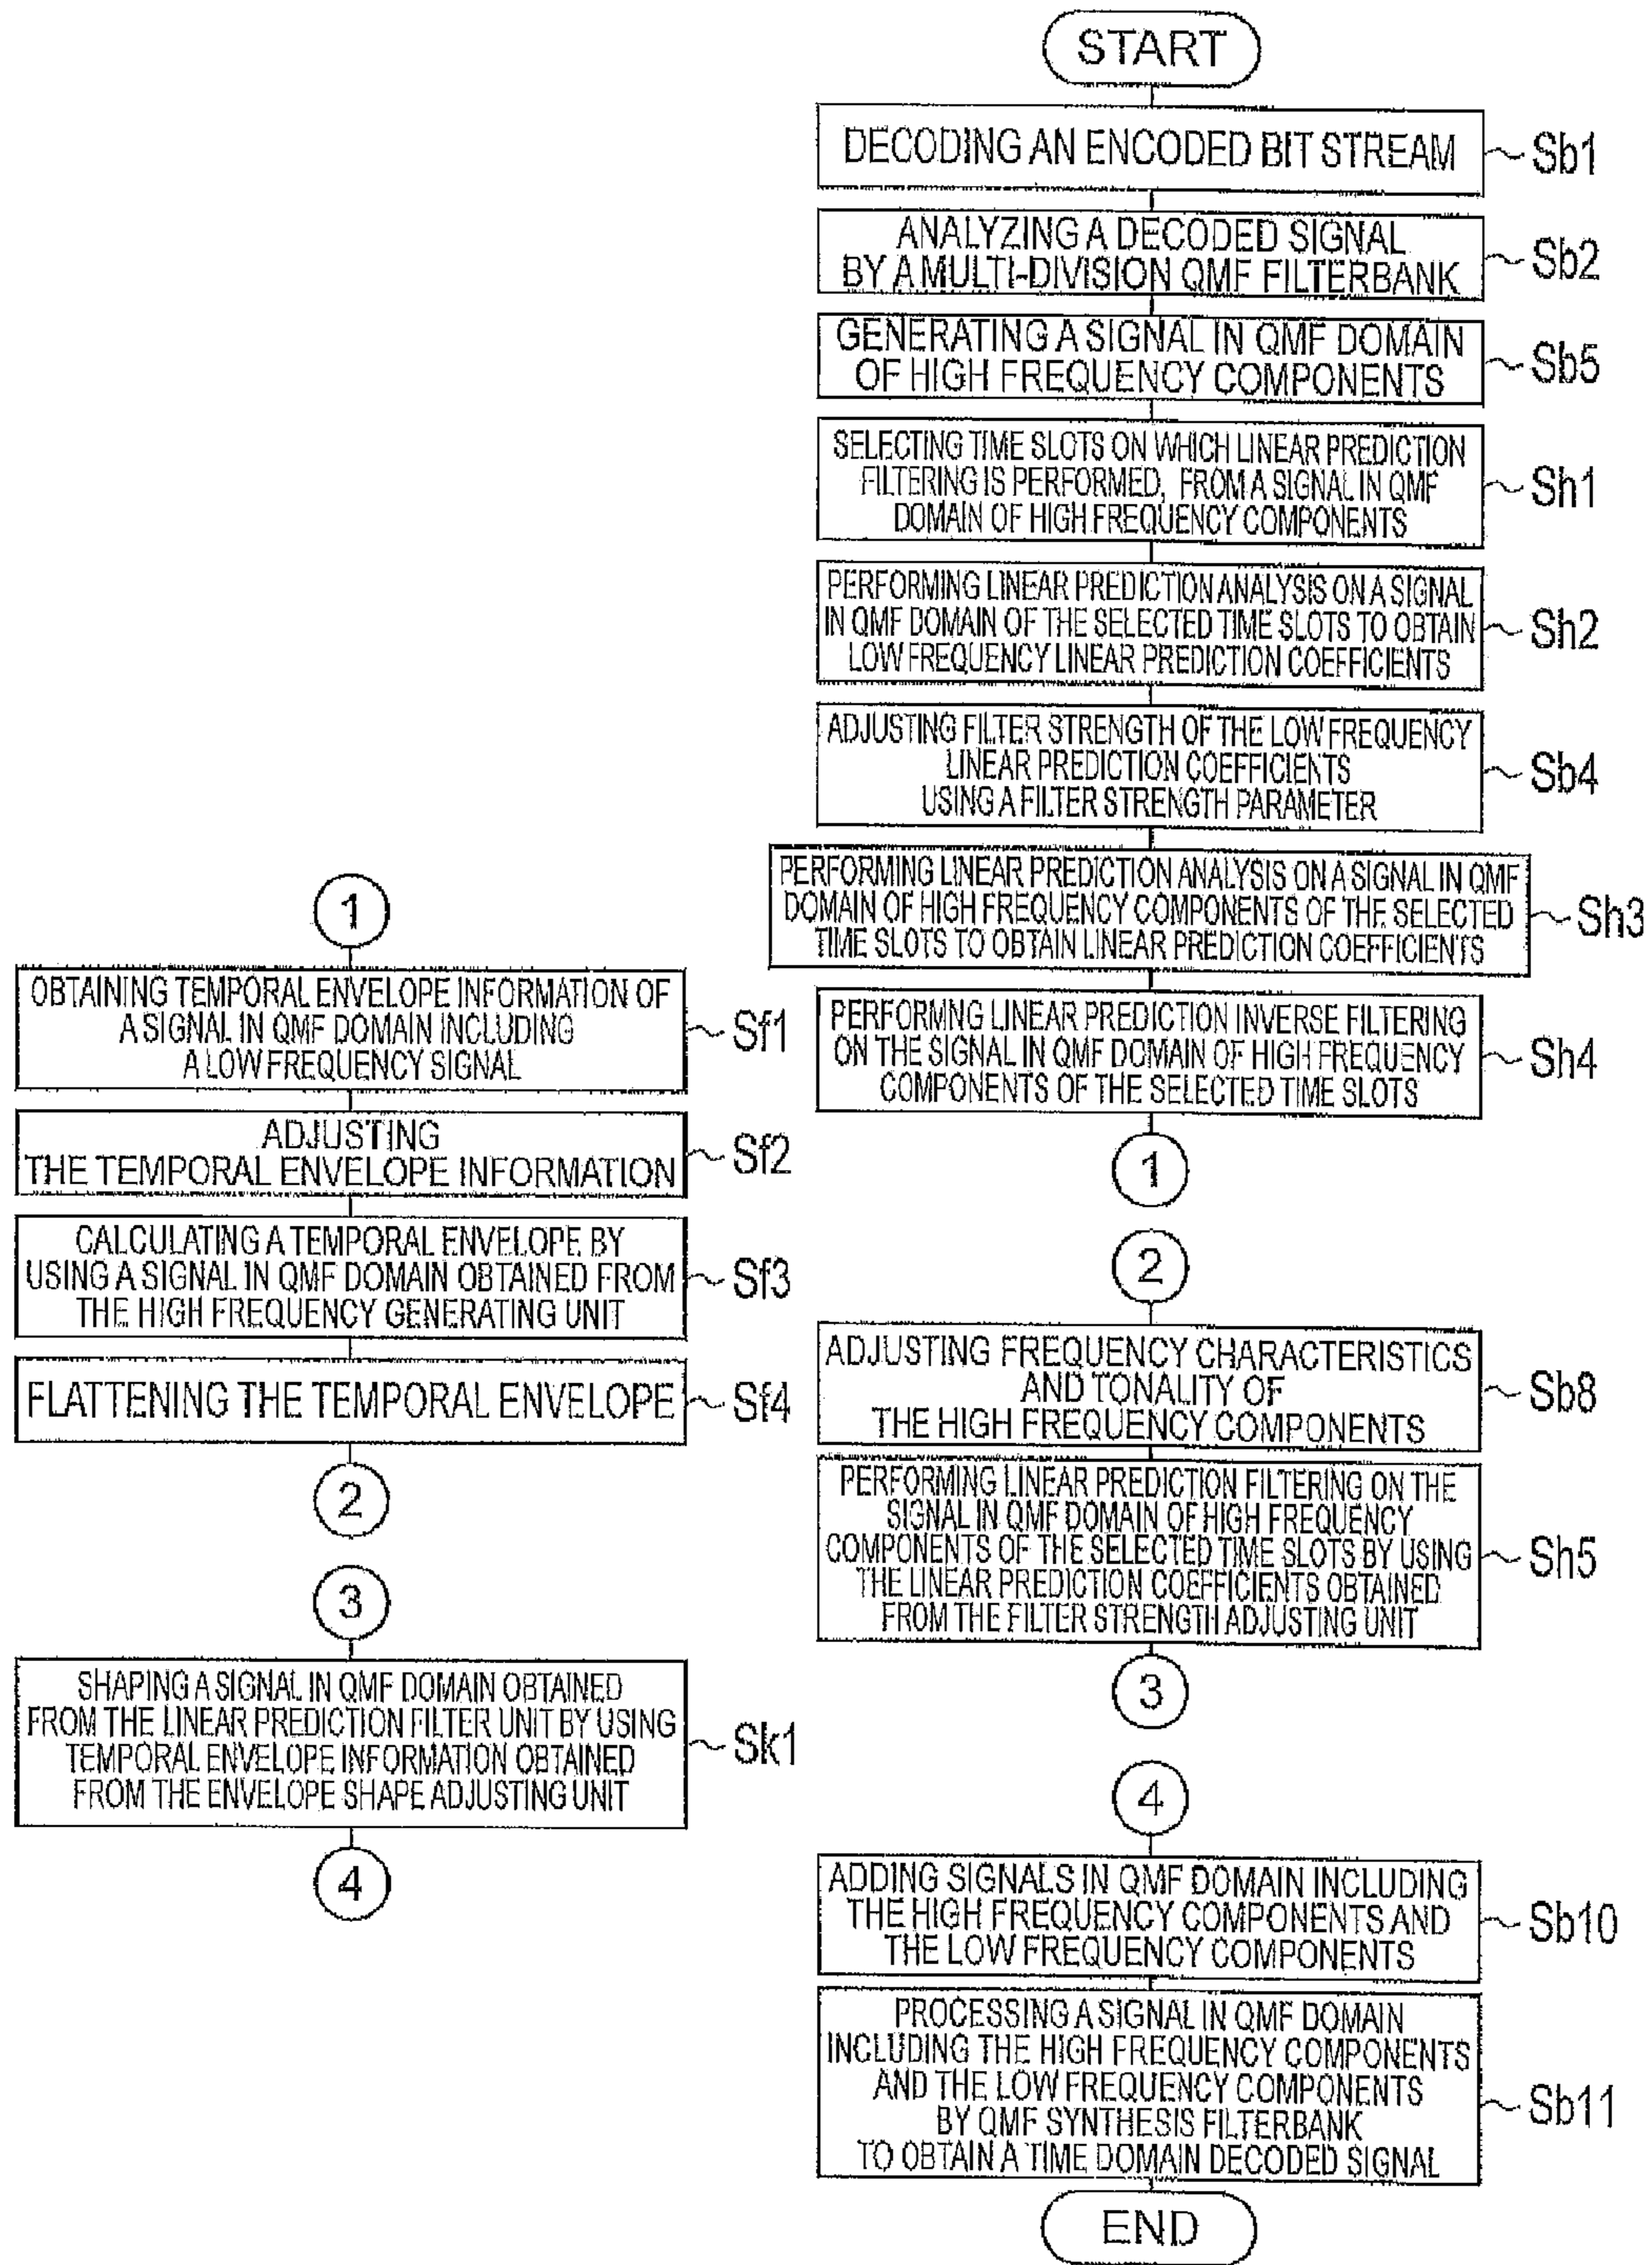 START
DECODING AN ENCODED BIT STREAM
Sb1
ANALYZING A DECODED SIGNAL
BY A MULTI-DIVISION QMF FILTERBANK
Sb2
GENERATING A SIGNAL IN QMF DOMAIN
OF HIGH FREQUENCY COMPONENTS
Sb5
SELECTING TIME SLOTS ON WHICH LINEAR PREDICTION
FILTERING IS PERFORMED, FROM A SIGNAL IN QMF
DOMAIN OF HIGH FREQUENCY COMPONENTS
Sh1
PERFORMING LINEAR PREDICTION ANALYSIS ON A SIGNAL
IN QMF DOMAIN OF THE SELECTED TIME SLOTS TO OBTAIN
LOW FREQUENCY LINEAR PREDICTION COEFFICIENTS
Sh2
ADJUSTING FILTER STRENGTH OF THE LOW FREQUENCY
LINEAR PREDICTION COEFFICIENTS
USING A FILTER STRENGTH PARAMETER
Sb4
PERFORMING LINEAR PREDICTION ANALYSIS ON A SIGNAL IN QMF
DOMAIN OF HIGH FREQUENCY COMPONENTS OF THE SELECTED
TIME SLOTS TO OBTAIN LINEAR PREDICTION COEFFICIENTS
Sh3
PERFORMNG LINEAR PREDICTION INVERSE FILTERING
ON THE SIGNAL IN QMF DOMAIN OF HIGH FREQUENCY
COMPONENTS OF THE SELECTED TIME SLOTS
Sh4
1
1
OBTAINING TEMPORAL ENVELOPE INFORMATION OF
A SIGNAL IN QMF DOMAIN INCLUDING
A LOW FREQUENCY SIGNAL
Sf1
ADJUSTING
THE TEMPORAL ENVELOPE INFORMATION
Sf2
CALCULATING A TEMPORAL ENVELOPE BY
USING A SIGNAL IN QMF DOMAIN OBTAINED FROM
THE HIGH FREQUENCY GENERATING UNIT
Sf3
FLATTENING THE TEMPORAL ENVELOPE
Sf4
2
2
ADJUSTING FREQUENCY CHARACTERISTICS
AND TONALITY OF
THE HIGH FREQUENCY COMPONENTS
Sb8
PERFORMING LINEAR PREDICTION FILTERING ON THE
SIGNAL IN QMF DOMAIN OF HIGH FREQUENCY
COMPONENTS OF THE SELECTED TIME SLOTS BY USING
THE LINEAR PREDICTION COEFFICIENTS OBTAINED
FROM THE FILTER STRENGTH ADJUSTING UNIT
Sh5
3
3
SHAPING A SIGNAL IN QMF DOMAIN OBTAINED
FROM THE LINEAR PREDICTION FILTER UNIT BY USING
TEMPORAL ENVELOPE INFORMATION OBTAINED
FROM THE ENVELOPE SHAPE ADJUSTING UNIT
Sk1
4
4
ADDING SIGNALS IN QMF DOMAIN INCLUDING
THE HIGH FREQUENCY COMPONENTS AND
THE LOW FREQUENCY COMPONENTS
Sb10
PROCESSING A SIGNAL IN QMF DOMAIN
INCLUDING THE HIGH FREQUENCY COMPONENTS
AND THE LOW FREQUENCY COMPONENTS
BY QMF SYNTHESIS FILTERBANK
TO OBTAIN A TIME DOMAIN DECODED SIGNAL
Sb11
END